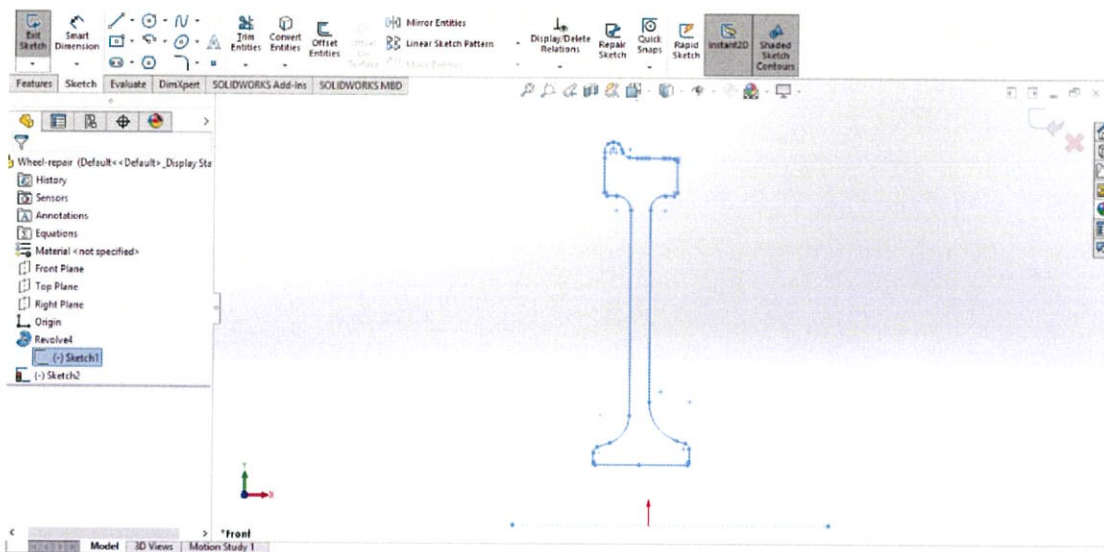 Exit Sketch
Smart Dimension
Trim Entities
Convert Entities
Offset Entities
Mirror Entities
Linear Sketch Pattern
Display/Delete Relations
Repair Sketch
Quick Snaps
Rapid Sketch
Instant2D
Shaded Sketch Contours
Features Sketch Evaluate DimXpert SOLIDWORKS Add-Ins SOLIDWORKS MBD
Wheel-repair (Default<<Default>_Display Sta
History
Sensors
Annotations
Equations
Material <not specified>
Front Plane
Top Plane
Right Plane
Origin
Revolve4
(-) Sketch1
(-) Sketch2
Y
X
*Front
Model 3D Views Motion Study 1